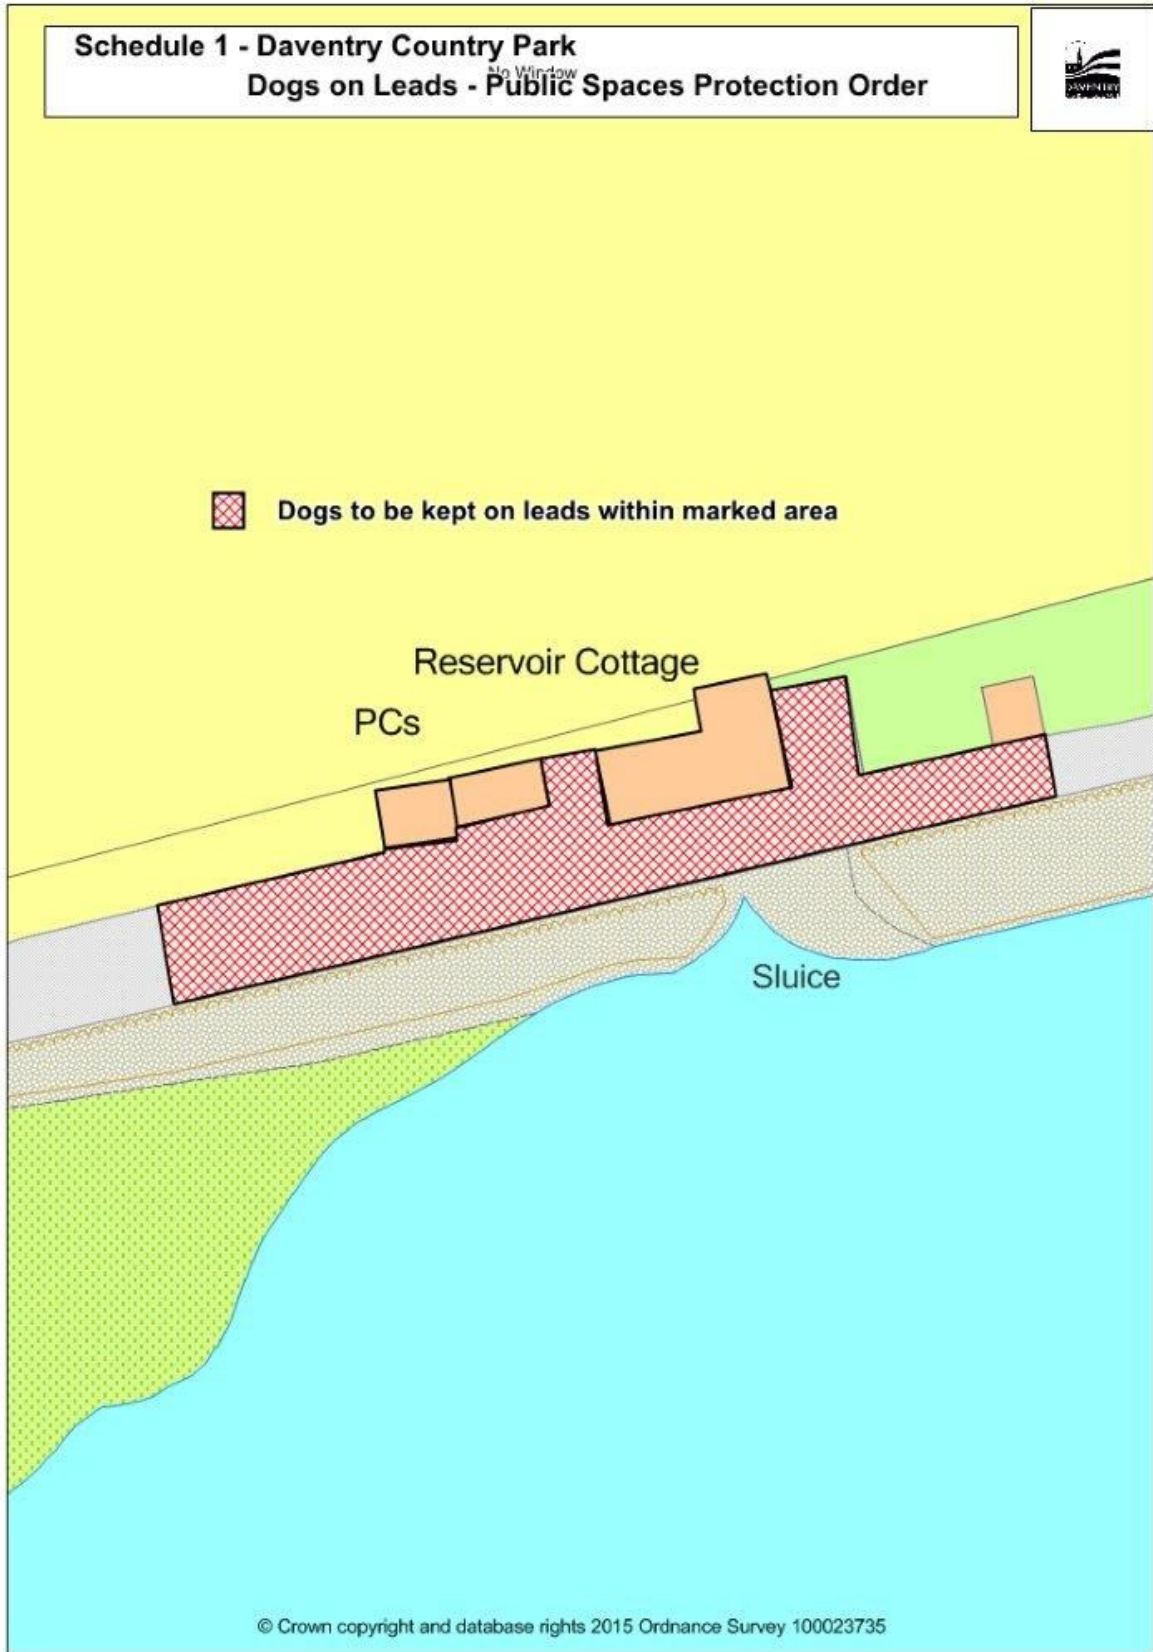 Schedule 1 - Daventry Country Park
No Window
Dogs on Leads - Public Spaces Protection Order
DAVENTRY
Dogs to be kept on leads within marked area
Reservoir Cottage
PCs
Sluice
© Crown copyright and database rights 2015 Ordnance Survey 100023735